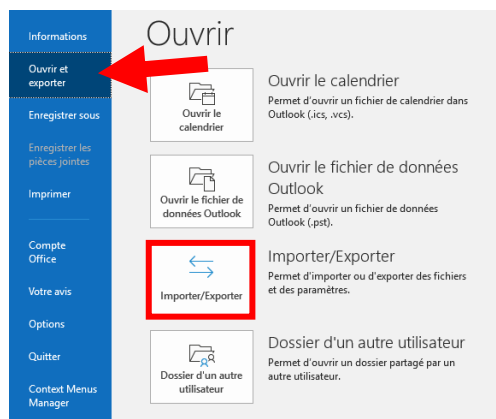 Informations
Ouvrir et
exporter
Enregistrer sous
Enregistrer les
pièces jointes
Imprimer
Compte
Office
Votre avis
Options
Quitter
Context Menus
Manager
Ouvrir
Ouvrir le
calendrier
Ouvrir le calendrier
Permet d'ouvrir un fichier de calendrier dans
Outlook (.ics, .vcs).
Ouvrir le fichier de
données Outlook
Ouvrir le fichier de données
Outlook
Permet d'ouvrir un fichier de données
Outlook (.pst).
Importer/Exporter
Importer/Exporter
Permet d'importer ou d'exporter des fichiers
et des paramètres.
Dossier d'un autre
utilisateur
Dossier d'un autre utilisateur
Permet d'ouvrir un dossier partagé par un
autre utilisateur.